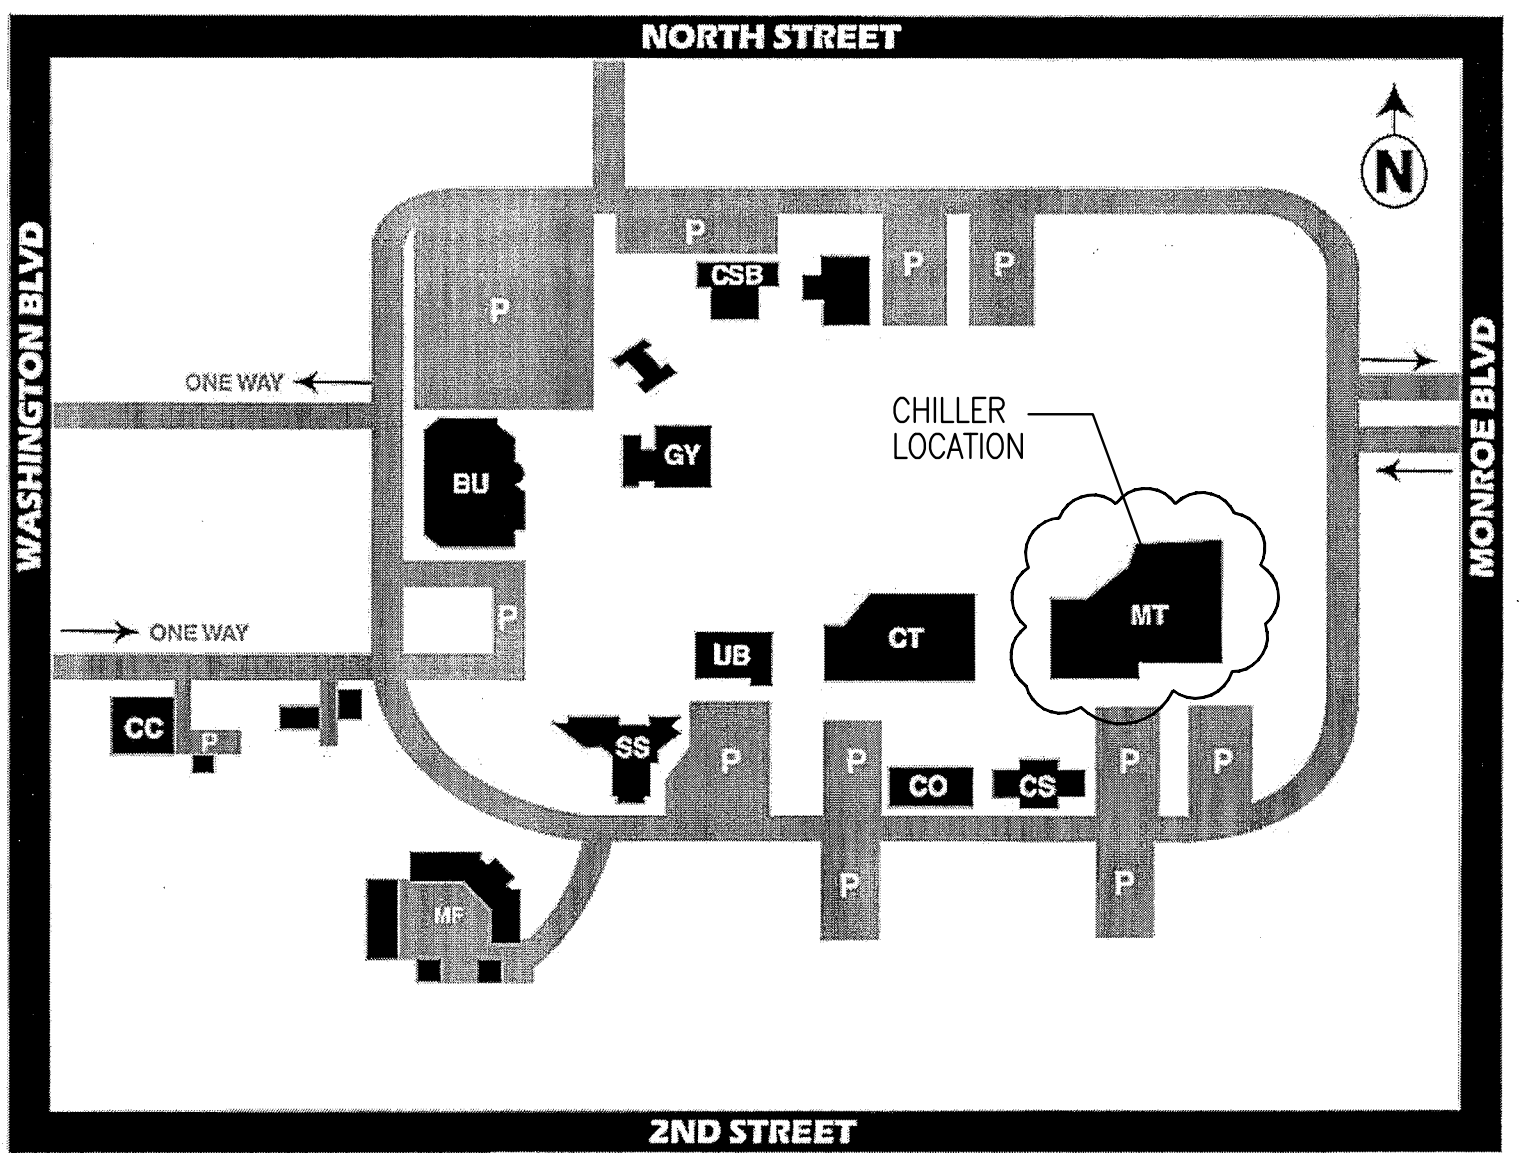 NORTH STREET
N
WASHINGTON BLVD
MONROE BLVD
P
CSB
P
P
P
ONE WAY
CHILLER
LOCATION
GY
BU
P
MT
CT
UB
ONE WAY
CC
P
SS
P
P
CO
CS
P
P
P
P
MF
2ND STREET